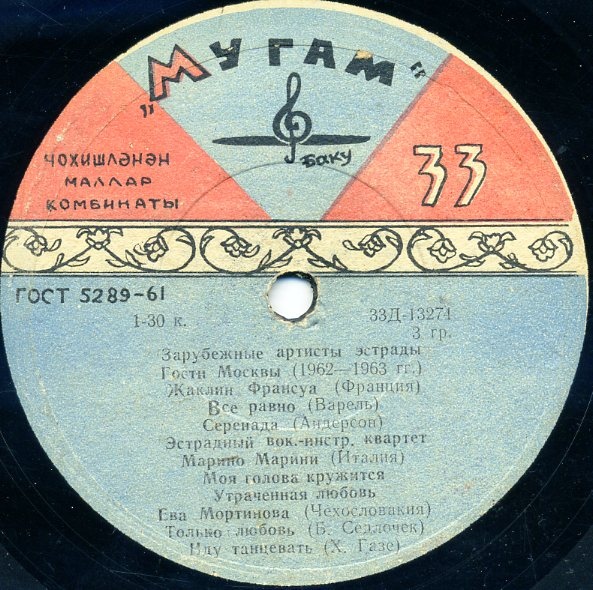 „МУГАМ“
Баку
ЧОХИШЛӘНӘН
МАЛЛАР
КОМБИНАТЫ
33
ГОСТ 5289-61
1-30 к.
33Д-13271
3 гр.
Зарубежные артисты эстрады
Гости Москвы (1962—1963 гг.)
Жаклин Франсуа (Франция)
Все равно (Варель)
Серенада (Андерсон)
Эстрадный вок.-инстр. квартет
Марино Марини (Италия)
Моя голова кружится
Утраченная любовь
Ева Мортинова (Чехословакия)
Только любовь (Б. Седлочек)
Иду танцевать (Х. Газе)